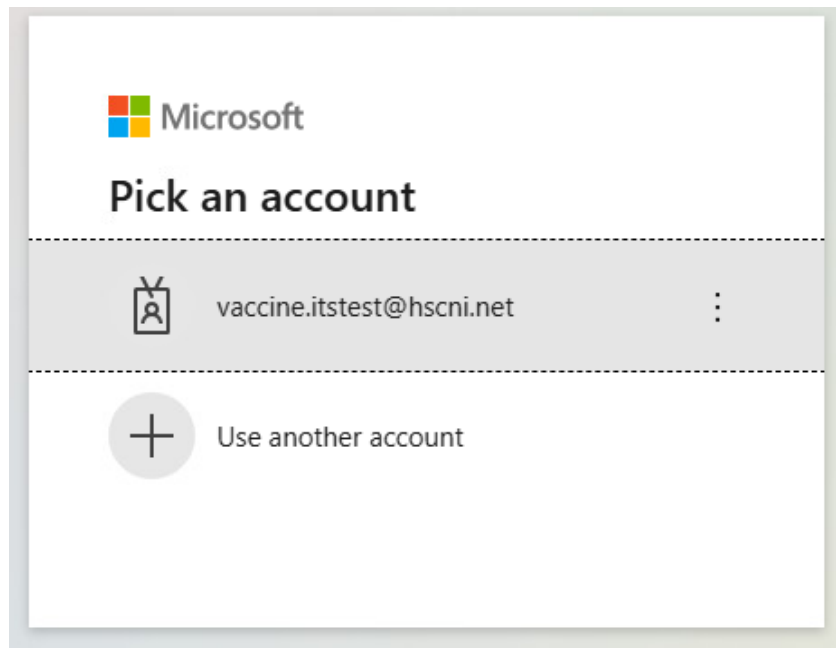 Microsoft
Pick an account
vaccine.itstest@hscni.net
Use another account